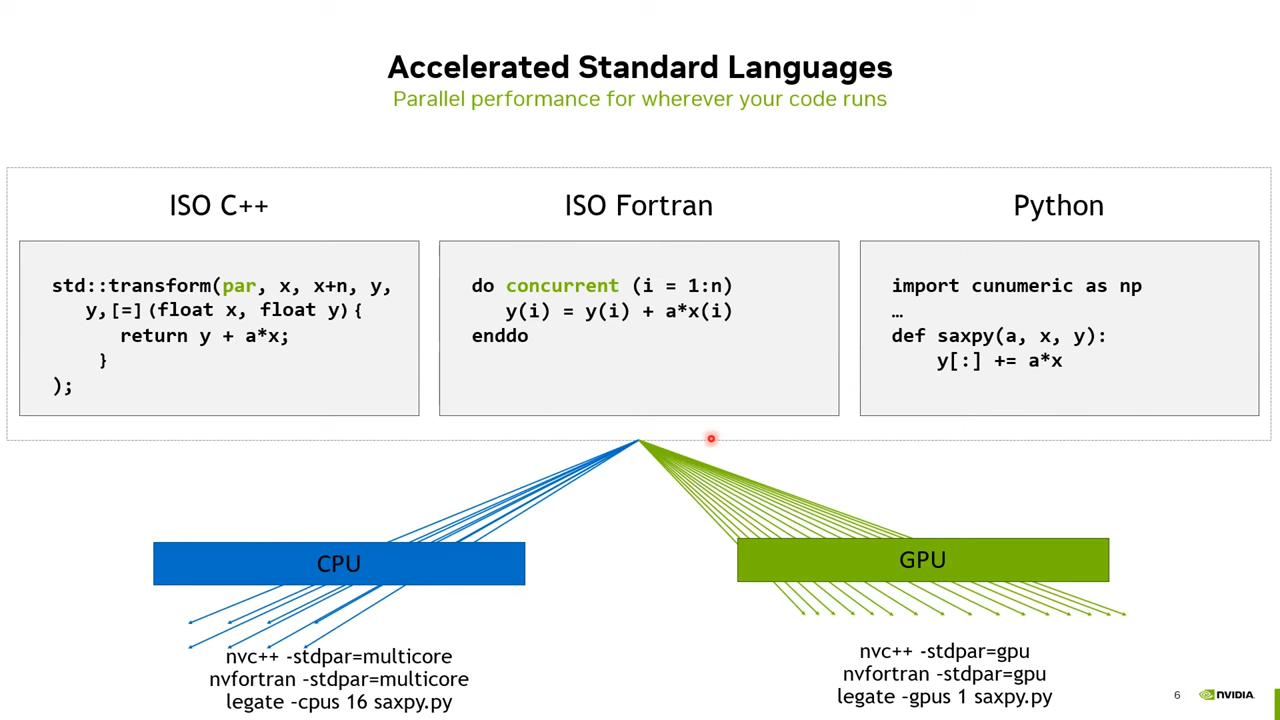 Accelerated Standard Languages
Parallel performance for wherever your code runs
ISO C++
std::transform(par, x, x+n, y,
y,[=](float x, float y){
return y + a*x;
}
);
ISO Fortran
do concurrent (i = 1:n)
y(i) = y(i) + a*x(i)
enddo
Python
import cunumeric as np
…
def saxpy(a, x, y):
y[:] += a*x
CPU
nvc++ -stdpar=multicore
nvfortran –stdpar=multicore
legate –cpus 16 saxpy.py
GPU
nvc++ -stdpar=gpu
nvfortran –stdpar=gpu
legate –gpus 1 saxpy.py
6
NVIDIA.